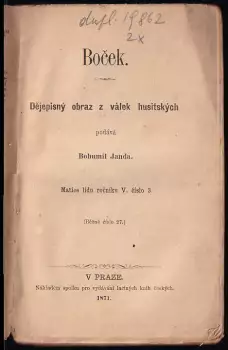 dupl. 19862
2x
Boček.
Dějepisný obraz z válek husitských
podává
Bohumil Janda.
Matice lidu ročníku V. číslo 3
(Běžné číslo 27.)
V PRAZE.
Nákladem spolku pro vydávání laciných knih českých.
1871.